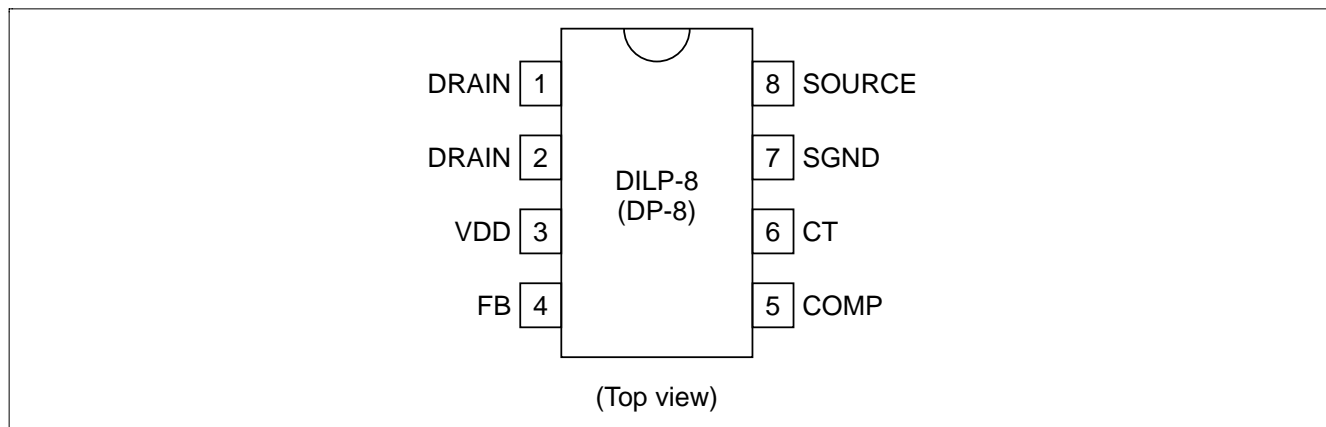 DRAIN 1 8 SOURCE
DRAIN 2 7 SGND
DILP-8
(DP-8)
VDD 3 6 CT
FB 4 5 COMP
(Top view)